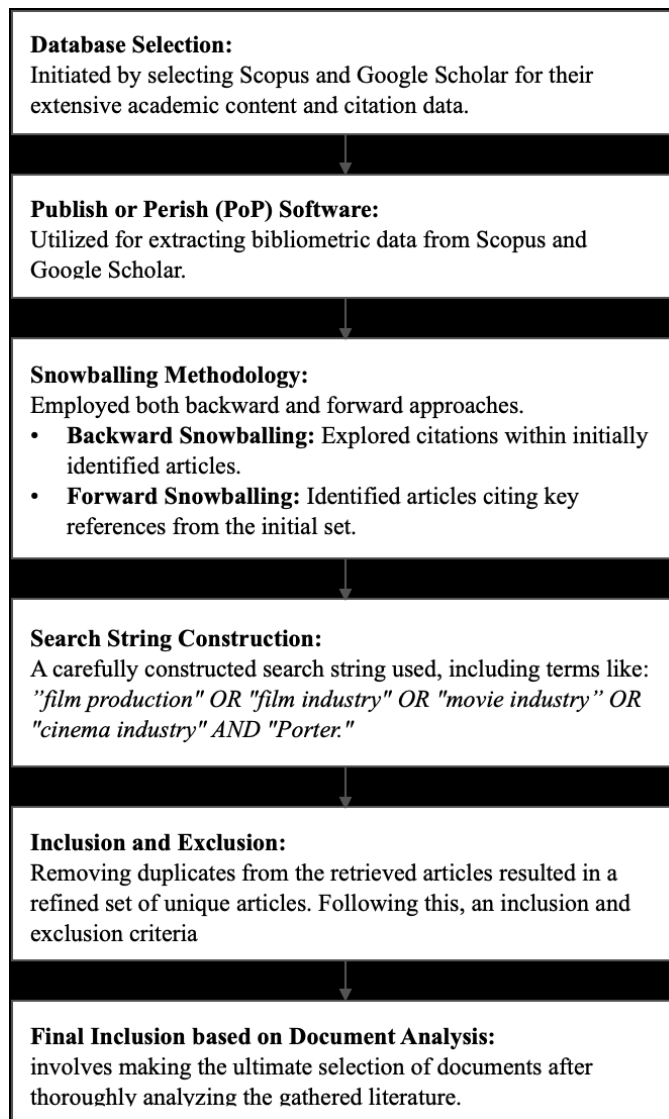 Database Selection:
Initiated by selecting Scopus and Google Scholar for their
extensive academic content and citation data.
Publish or Perish (PoP) Software:
Utilized for extracting bibliometric data from Scopus and
Google Scholar.
Snowballing Methodology:
Employed both backward and forward approaches.
• Backward Snowballing: Explored citations within initially
identified articles.
• Forward Snowballing: Identified articles citing key
references from the initial set.
Search String Construction:
A carefully constructed search string used, including terms like:
”film production" OR "film industry" OR "movie industry” OR
"cinema industry" AND "Porter."
Inclusion and Exclusion:
Removing duplicates from the retrieved articles resulted in a
refined set of unique articles. Following this, an inclusion and
exclusion criteria
Final Inclusion based on Document Analysis:
involves making the ultimate selection of documents after
thoroughly analyzing the gathered literature.